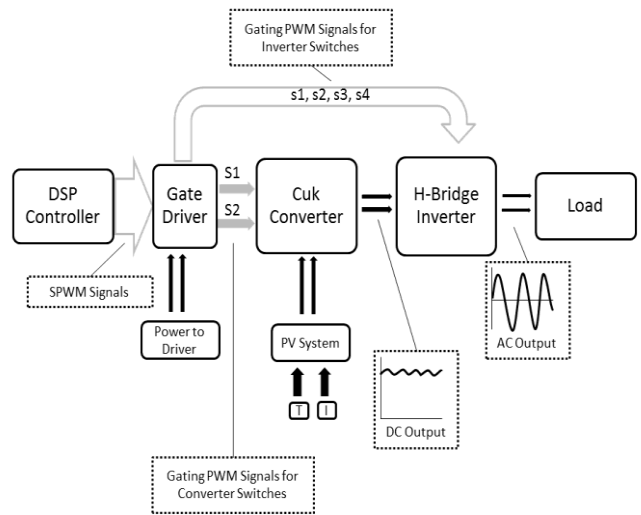 Gating PWM Signals for
Inverter Switches
s1, s2, s3, s4
DSP
Controller
Gate
Driver
S1
S2
Cuk
Converter
H-Bridge
Inverter
Load
SPWM Signals
Power to
Driver
PV System
T
I
DC Output
AC Output
Gating PWM Signals for
Converter Switches